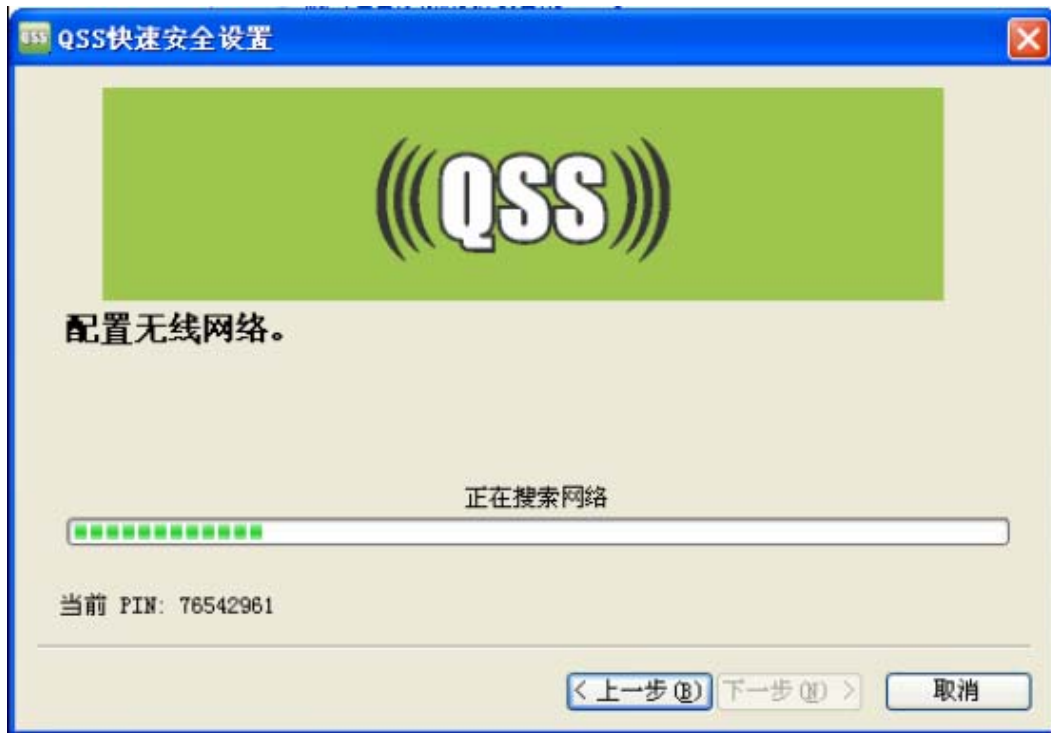 QSS QSS快速安全设置
(((QSS)))
配置无线网络。
正在搜索网络
当前 PIN: 76542961
< 上一步(B) 下一步(N) > 取消